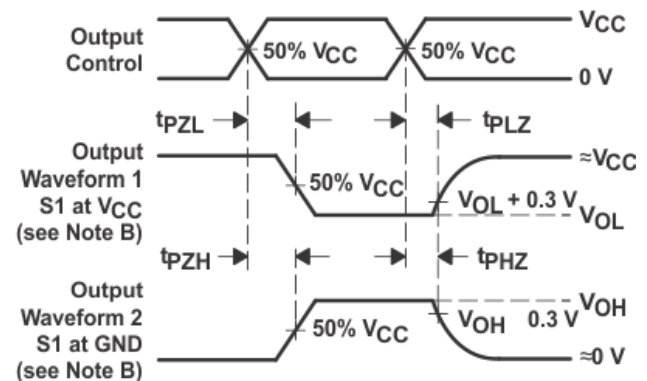 Output
Control
50% VCC
50% VCC
VCC
0 V
tPZL
tPLZ
Output
Waveform 1
S1 at VCC
(see Note B)
50% VCC
≈VCC
VOL + 0.3 V
VOL
tPZH
tPHZ
Output
Waveform 2
S1 at GND
(see Note B)
50% VCC
VOH
VOH 0.3 V
≈0 V